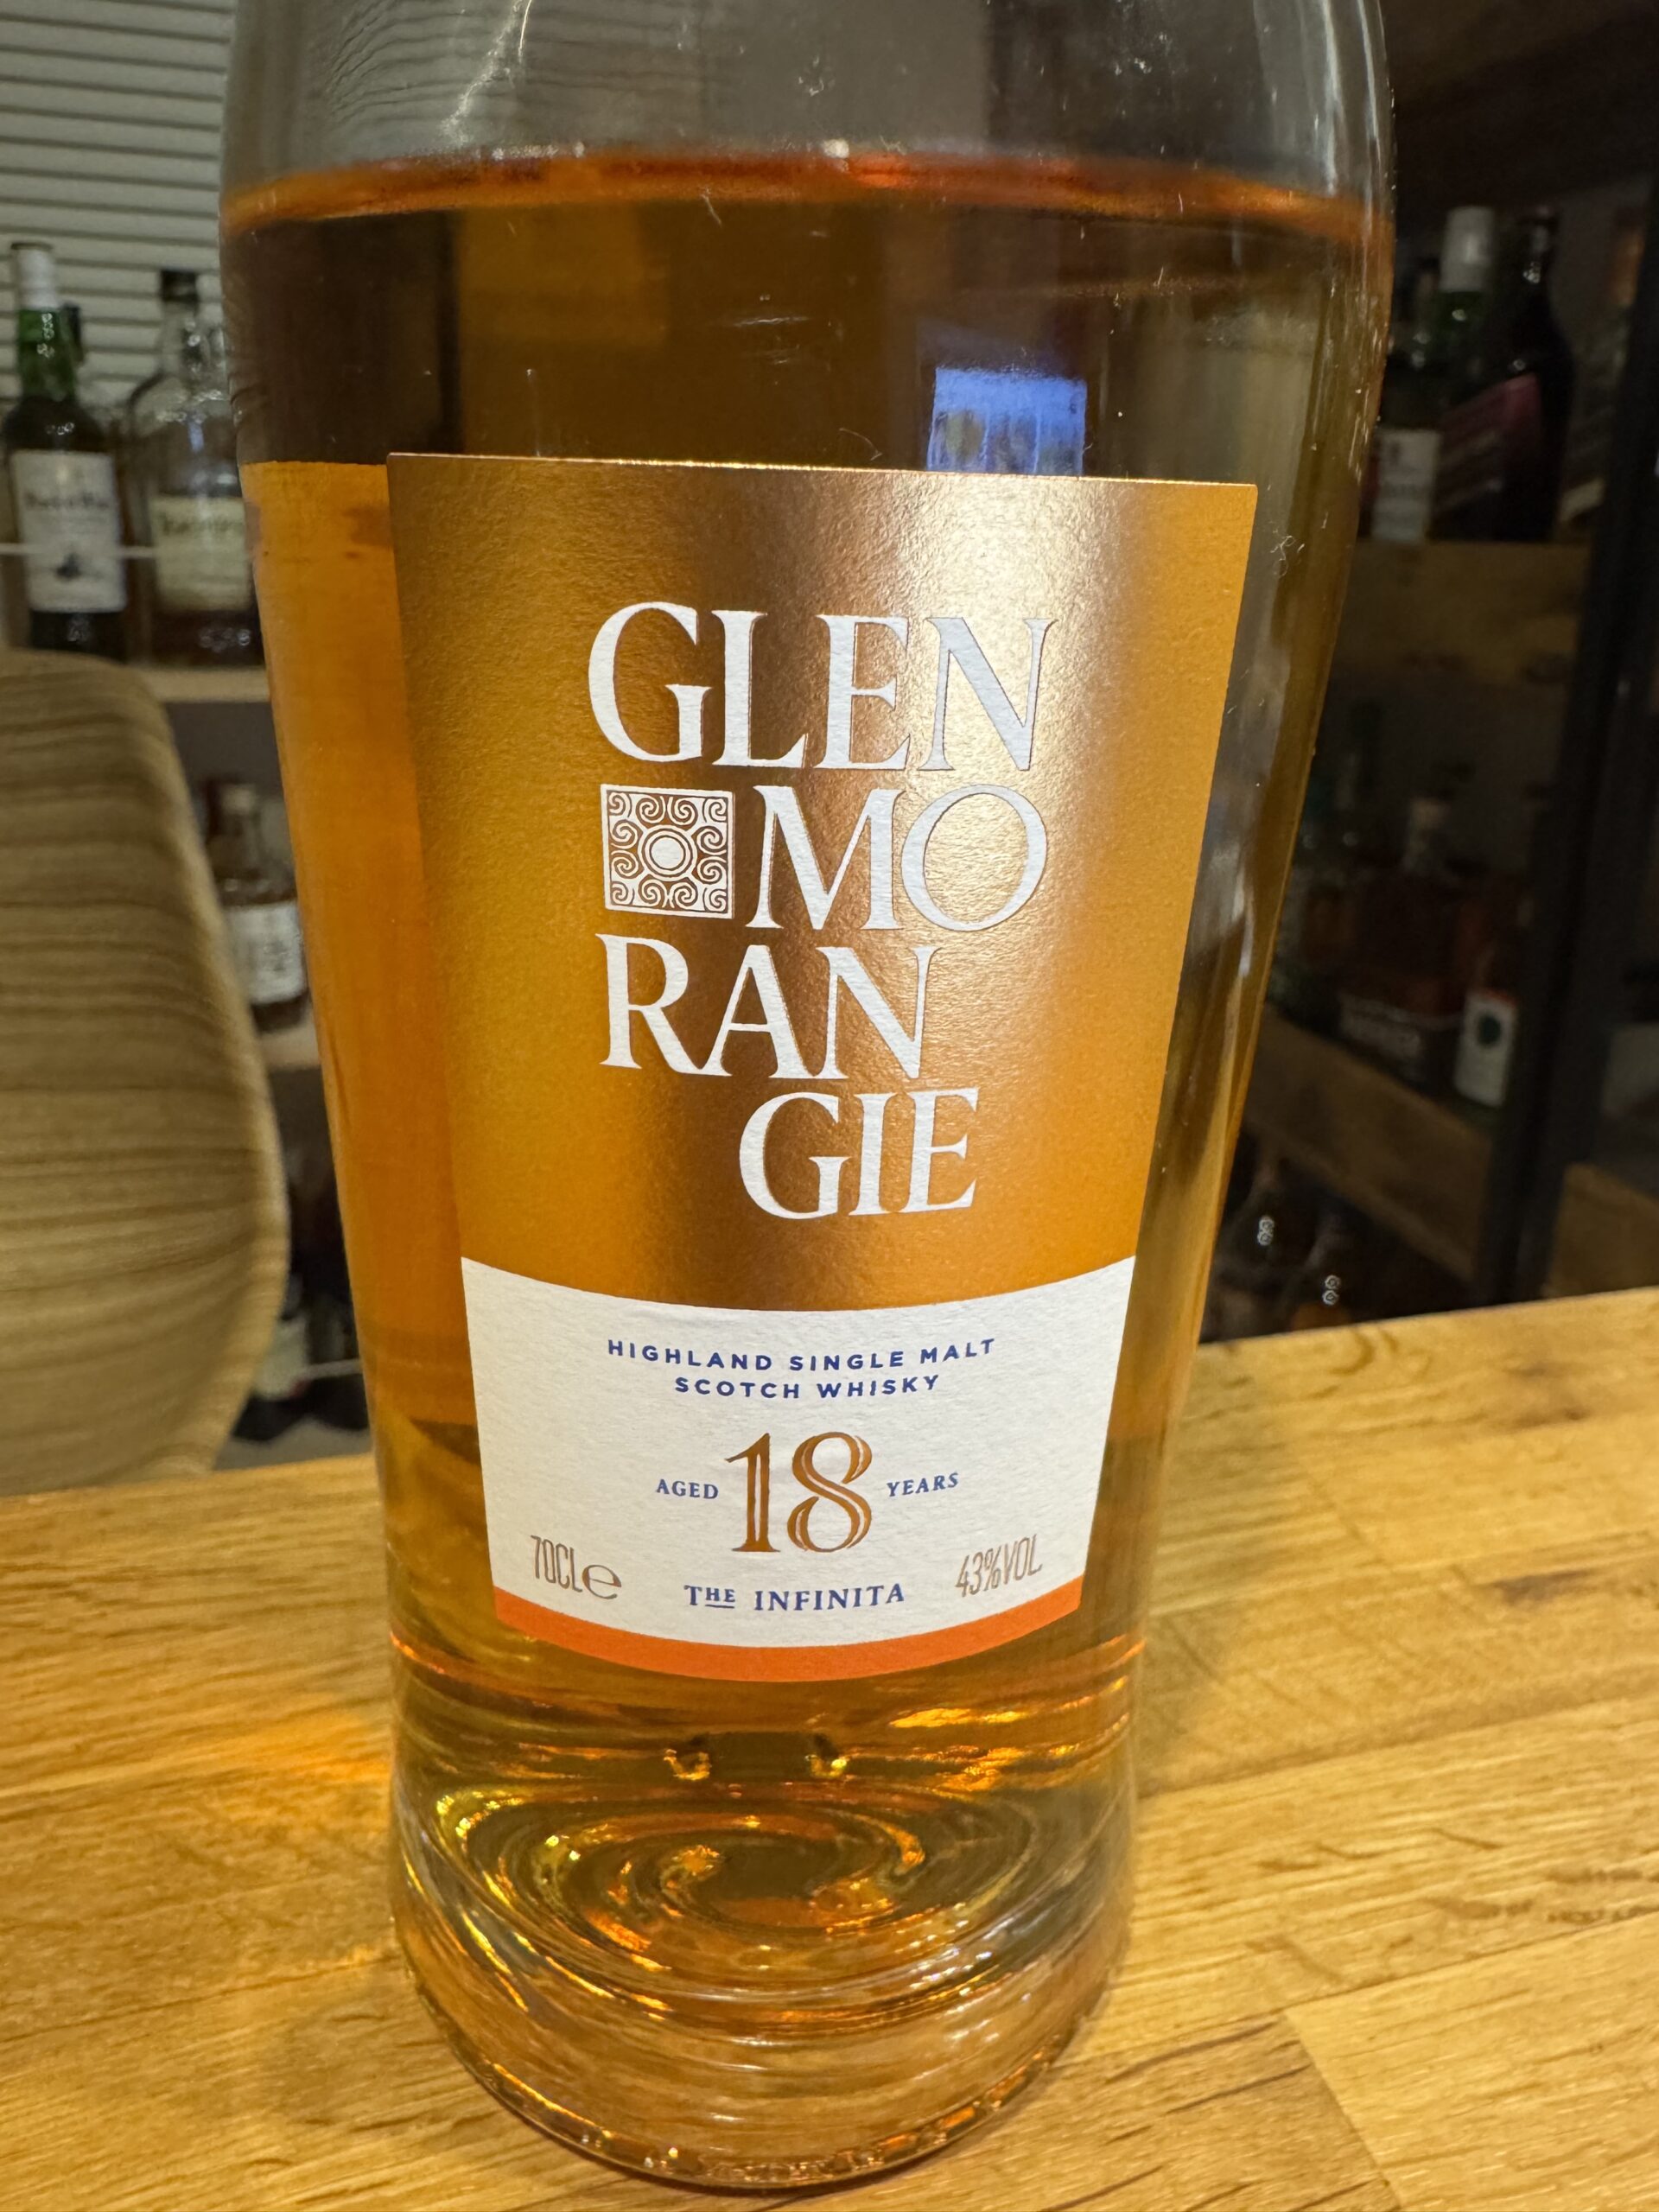 GLEN
MO
RAN
GIE
HIGHLAND SINGLE MALT
SCOTCH WHISKY
AGED 18 YEARS
70CL℮
THE INFINITA
43%VOL.